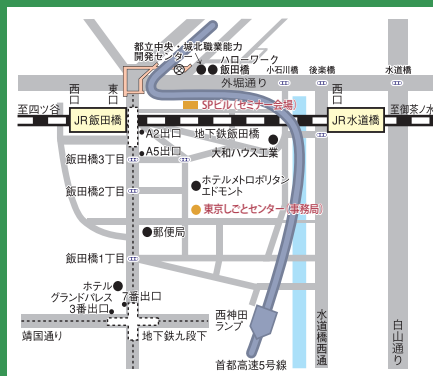 都立中央・城北職業能力
開発センター
ハローワーク
飯田橋
小石川橋
後楽橋
水道橋
外堀通り
西口
東口
SPビル(セミナー会場)
西口
至四ツ谷
JR飯田橋
JR水道橋
至御茶ノ水
A2出口
地下鉄飯田橋
A5出口
大和ハウス工業
飯田橋3丁目
ホテルメトロポリタン
エドモント
飯田橋2丁目
東京しごとセンター(事務局)
郵便局
飯田橋1丁目
ホテル
グランドパレス
7番出口
3番出口
西神田
ランプ
水道橋西通り
白山通り
靖国通り
地下鉄九段下
首都高速5号線